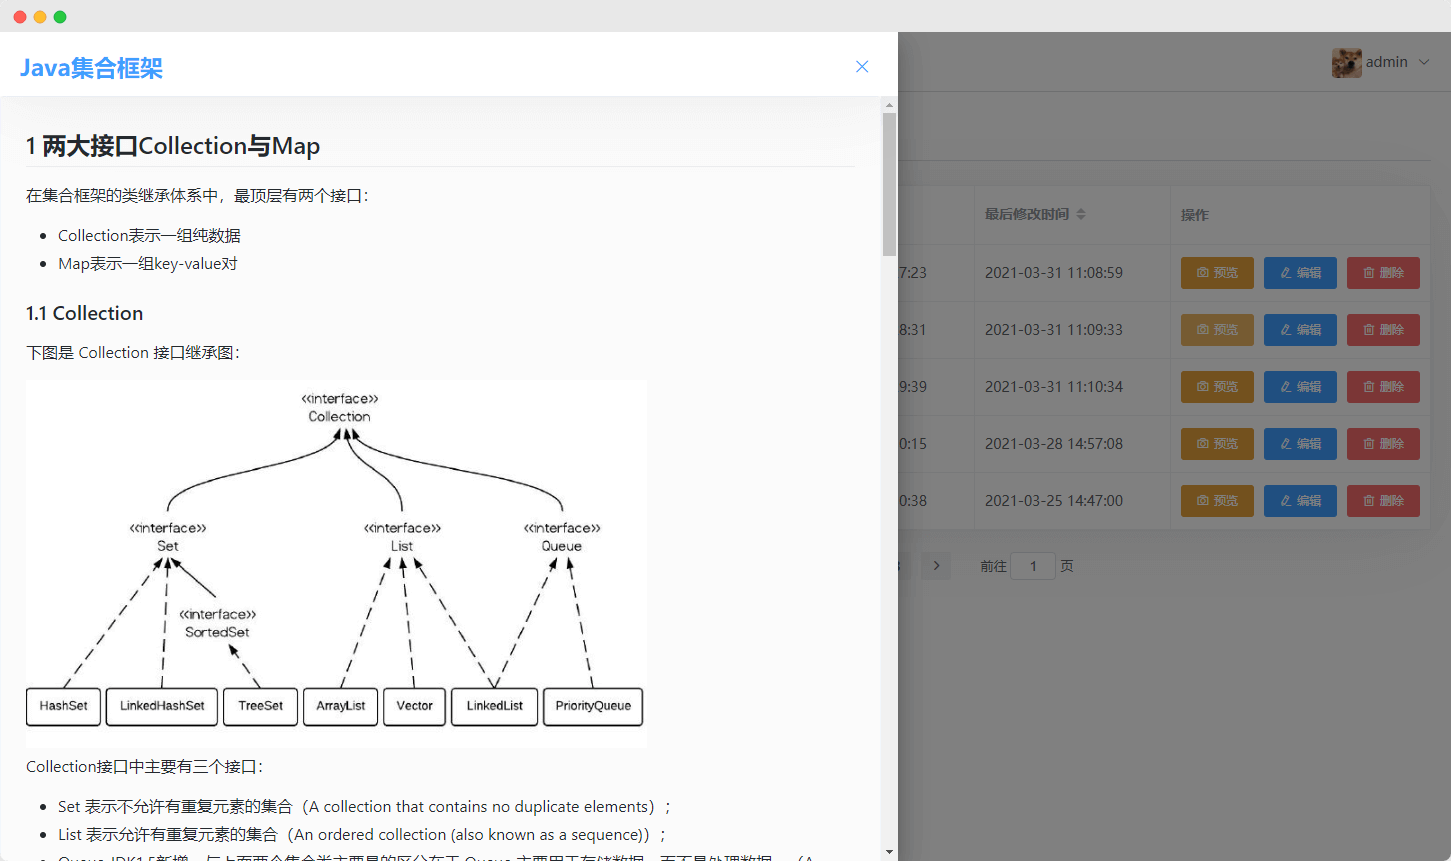 Java集合框架
admin
1 两大接口Collection与Map
在集合框架的类继承体系中，最顶层有两个接口：
Collection表示一组纯数据
Map表示一组key-value对
1.1 Collection
下图是 Collection 接口继承图：
<<interface>>
Collection
<<interface>> <<interface>> <<interface>>
Set List Queue
<<interface>>
SortedSet
HashSet LinkedHashSet TreeSet ArrayList Vector LinkedList PriorityQueue
Collection接口中主要有三个接口：
Set 表示不允许有重复元素的集合（A collection that contains no duplicate elements）；
List 表示允许有重复元素的集合（An ordered collection (also known as a sequence)）；
最后修改时间 操作
7:23 2021-03-31 11:08:59 预览 编辑 删除
8:31 2021-03-31 11:09:33 预览 编辑 删除
9:39 2021-03-31 11:10:34 预览 编辑 删除
0:15 2021-03-28 14:57:08 预览 编辑 删除
0:38 2021-03-25 14:47:00 预览 编辑 删除
前往 1 页